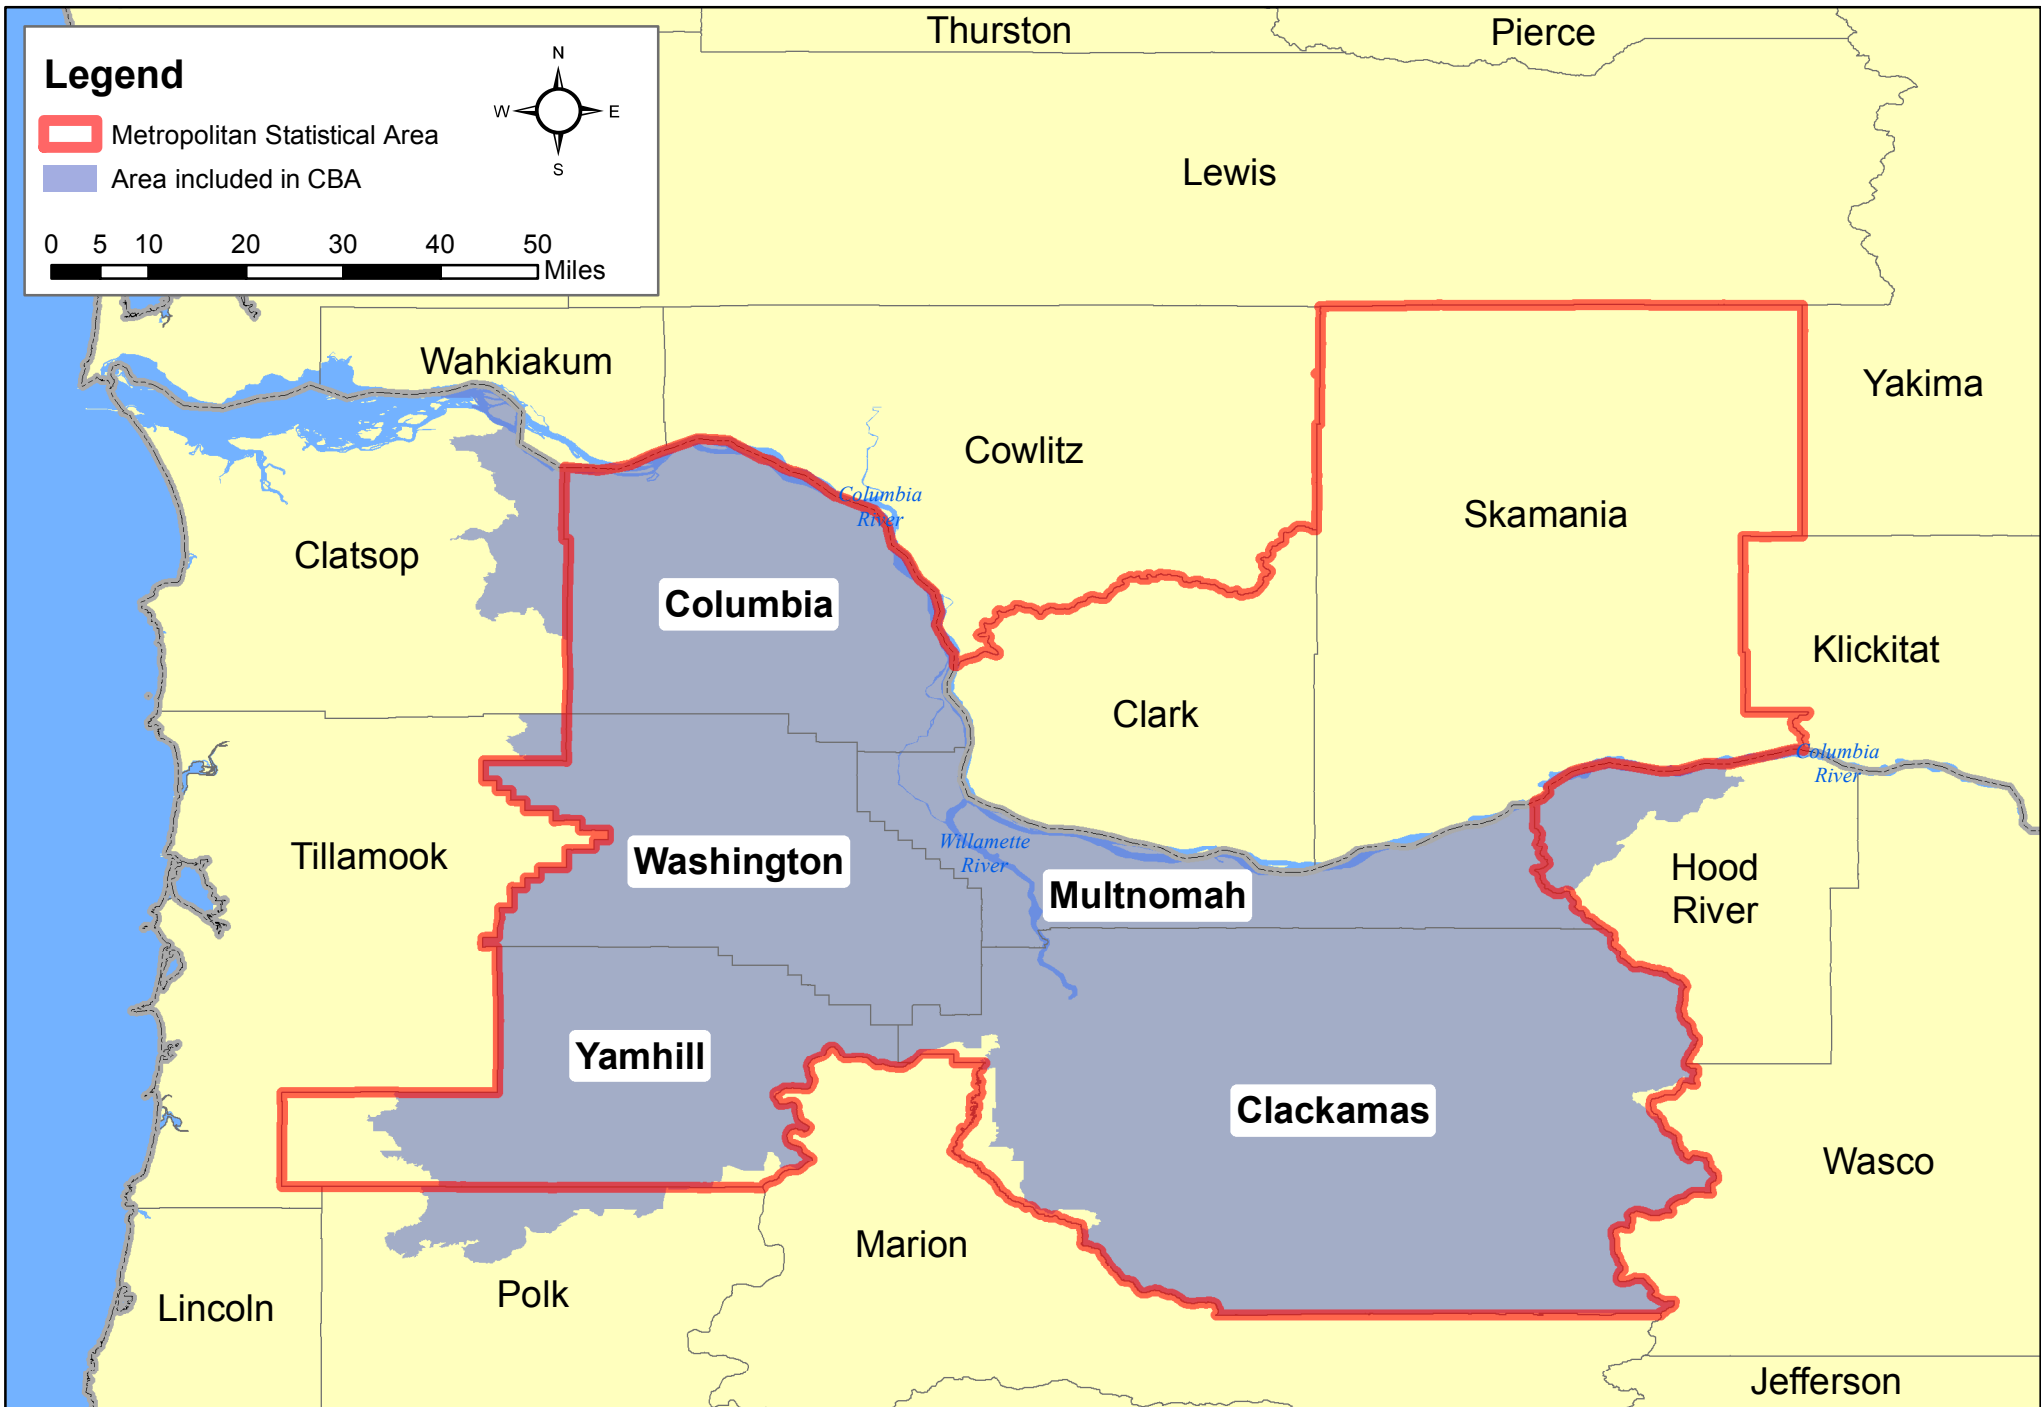 Thurston
Pierce
Legend
N
W
E
S
Metropolitan Statistical Area
Area included in CBA
0 5 10 20 30 40 50
Miles
Lewis
Wahkiakum
Yakima
Cowlitz
Columbia
River
Skamania
Clatsop
Columbia
Klickitat
Clark
Columbia
River
Tillamook
Washington
Willamette
River
Multnomah
Hood
River
Yamhill
Clackamas
Wasco
Marion
Polk
Lincoln
Jefferson